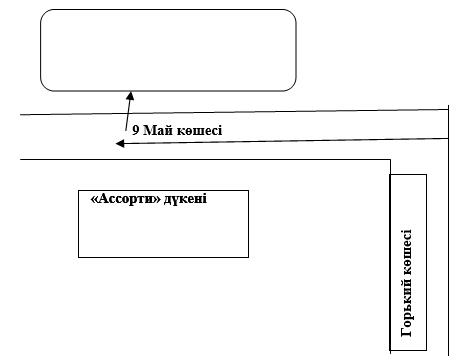 9 Май көшесі
«Ассорти» дүкені
Горький көшесі